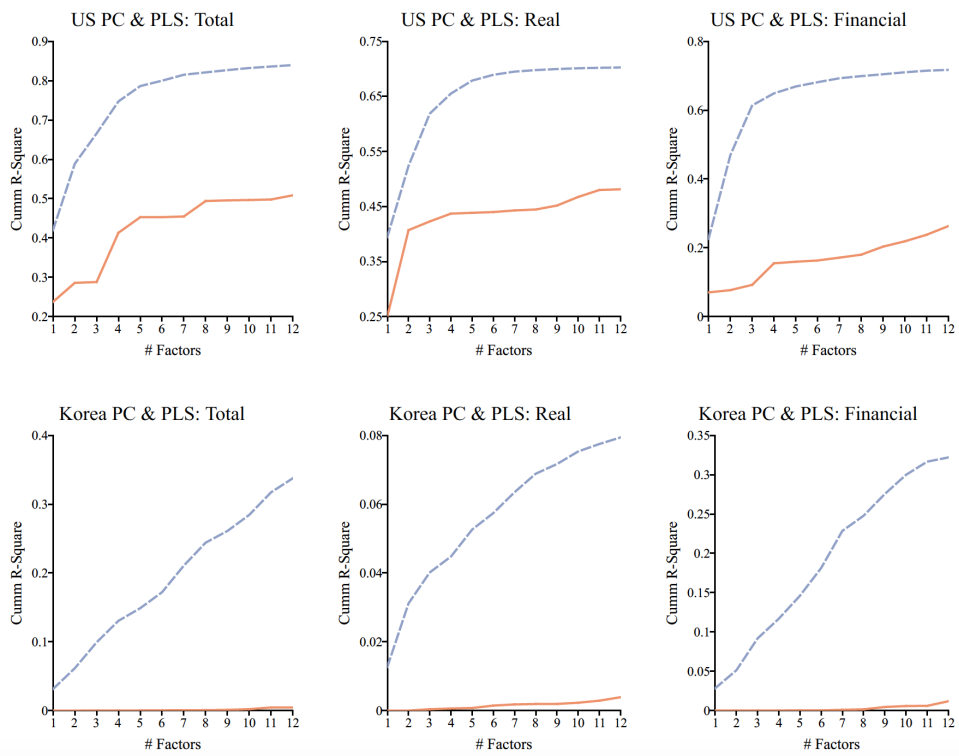 US PC & PLS: Total
0.9
0.8
0.7
0.6
0.5
0.4
0.3
0.2
Cumm R-Square
1 2 3 4 5 6 7 8 9 10 11 12
# Factors
US PC & PLS: Real
0.75
0.65
0.55
0.45
0.35
0.25
Cumm R-Square
1 2 3 4 5 6 7 8 9 10 11 12
# Factors
US PC & PLS: Financial
0.8
0.6
0.4
0.2
0
Cumm R-Square
1 2 3 4 5 6 7 8 9 10 11 12
# Factors
Korea PC & PLS: Total
0.4
0.3
0.2
0.1
0
Cumm R-Square
1 2 3 4 5 6 7 8 9 10 11 12
# Factors
Korea PC & PLS: Real
0.08
0.06
0.04
0.02
0
Cumm R-Square
1 2 3 4 5 6 7 8 9 10 11 12
# Factors
Korea PC & PLS: Financial
0.35
0.3
0.25
0.2
0.15
0.1
0.05
0
Cumm R-Square
1 2 3 4 5 6 7 8 9 10 11 12
# Factors